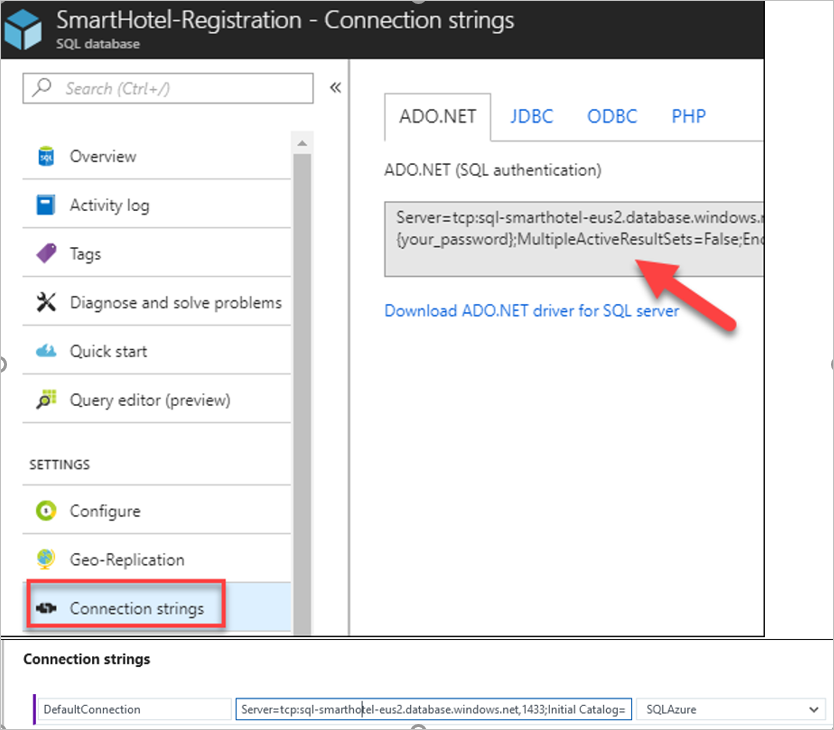 SmartHotel-Registration - Connection strings
SQL database
Search (Ctrl+/)
«
SQL Overview
Activity log
Tags
Diagnose and solve problems
Quick start
Query editor (preview)
SETTINGS
Configure
Geo-Replication
Connection strings
ADO.NET JDBC ODBC PHP
ADO.NET (SQL authentication)
Server=tcp:sql-smarthotel-eus2.database.windows.
{your_password};MultipleActiveResultSets=False;Enc
Download ADO.NET driver for SQL server
Connection strings
DefaultConnection Server=tcp:sql-smarthotel-eus2.database.windows.net,1433;Initial Catalog= SQLAzure